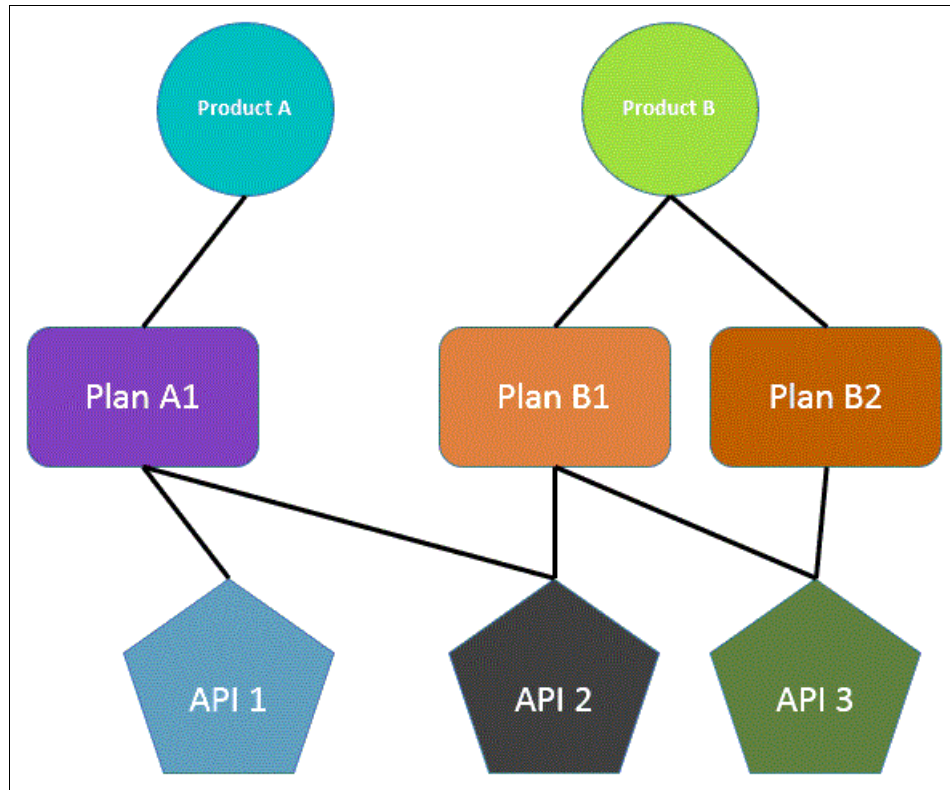 Product A
Product B
Plan A1
Plan B1
Plan B2
API 1
API 2
API 3